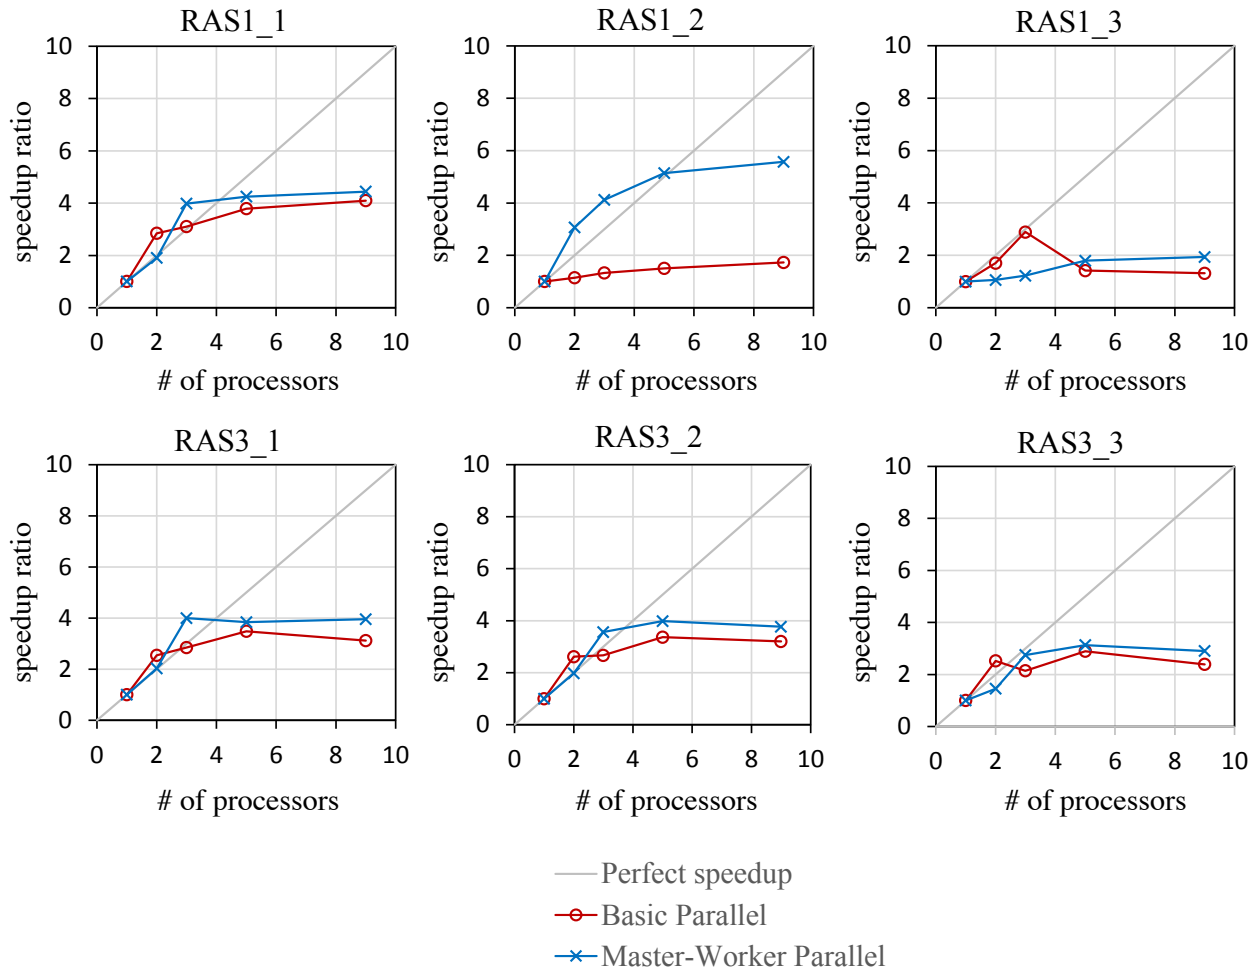 RAS1_1
10
8
6
4
2
0
speedup ratio
0 2 4 6 8 10
# of processors
RAS1_2
10
8
6
4
2
0
speedup ratio
0 2 4 6 8 10
# of processors
RAS1_3
10
8
6
4
2
0
speedup ratio
0 2 4 6 8 10
# of processors
RAS3_1
10
8
6
4
2
0
speedup ratio
0 2 4 6 8 10
# of processors
RAS3_2
10
8
6
4
2
0
speedup ratio
0 2 4 6 8 10
# of processors
RAS3_3
10
8
6
4
2
0
speedup ratio
0 2 4 6 8 10
# of processors
Perfect speedup
Basic Parallel
Master-Worker Parallel